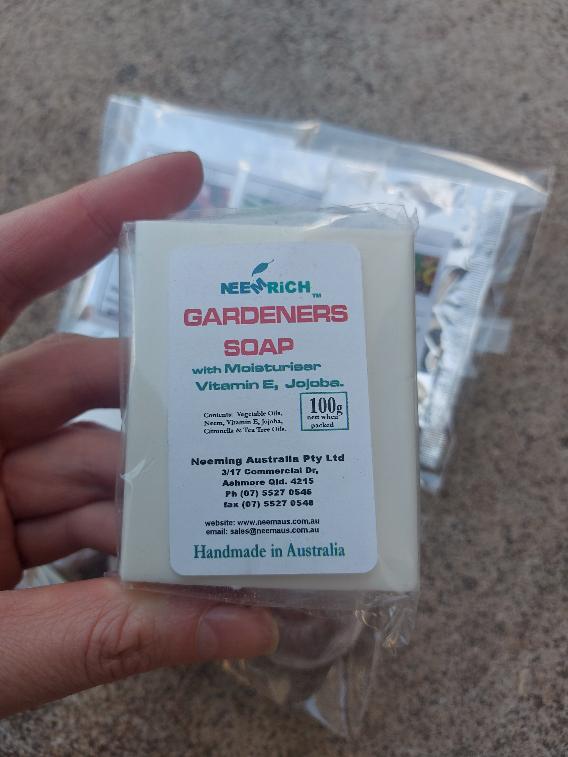 NEEMRiCH™
GARDENERS
SOAP
with Moisturiser
Vitamin E, Jojoba.
100g
nett when
packed
Contents: Vegetable Oils,
Neem, Vitamin E, Jojoba,
Citronella & Tea Tree Oils.
Neeming Australia Pty Ltd
3/17 Commercial Dr,
Ashmore Qld. 4215
Ph (07) 5527 0546
fax (07) 5527 0548
website: www.neemaus.com.au
email: sales@neemaus.com.au
Handmade in Australia